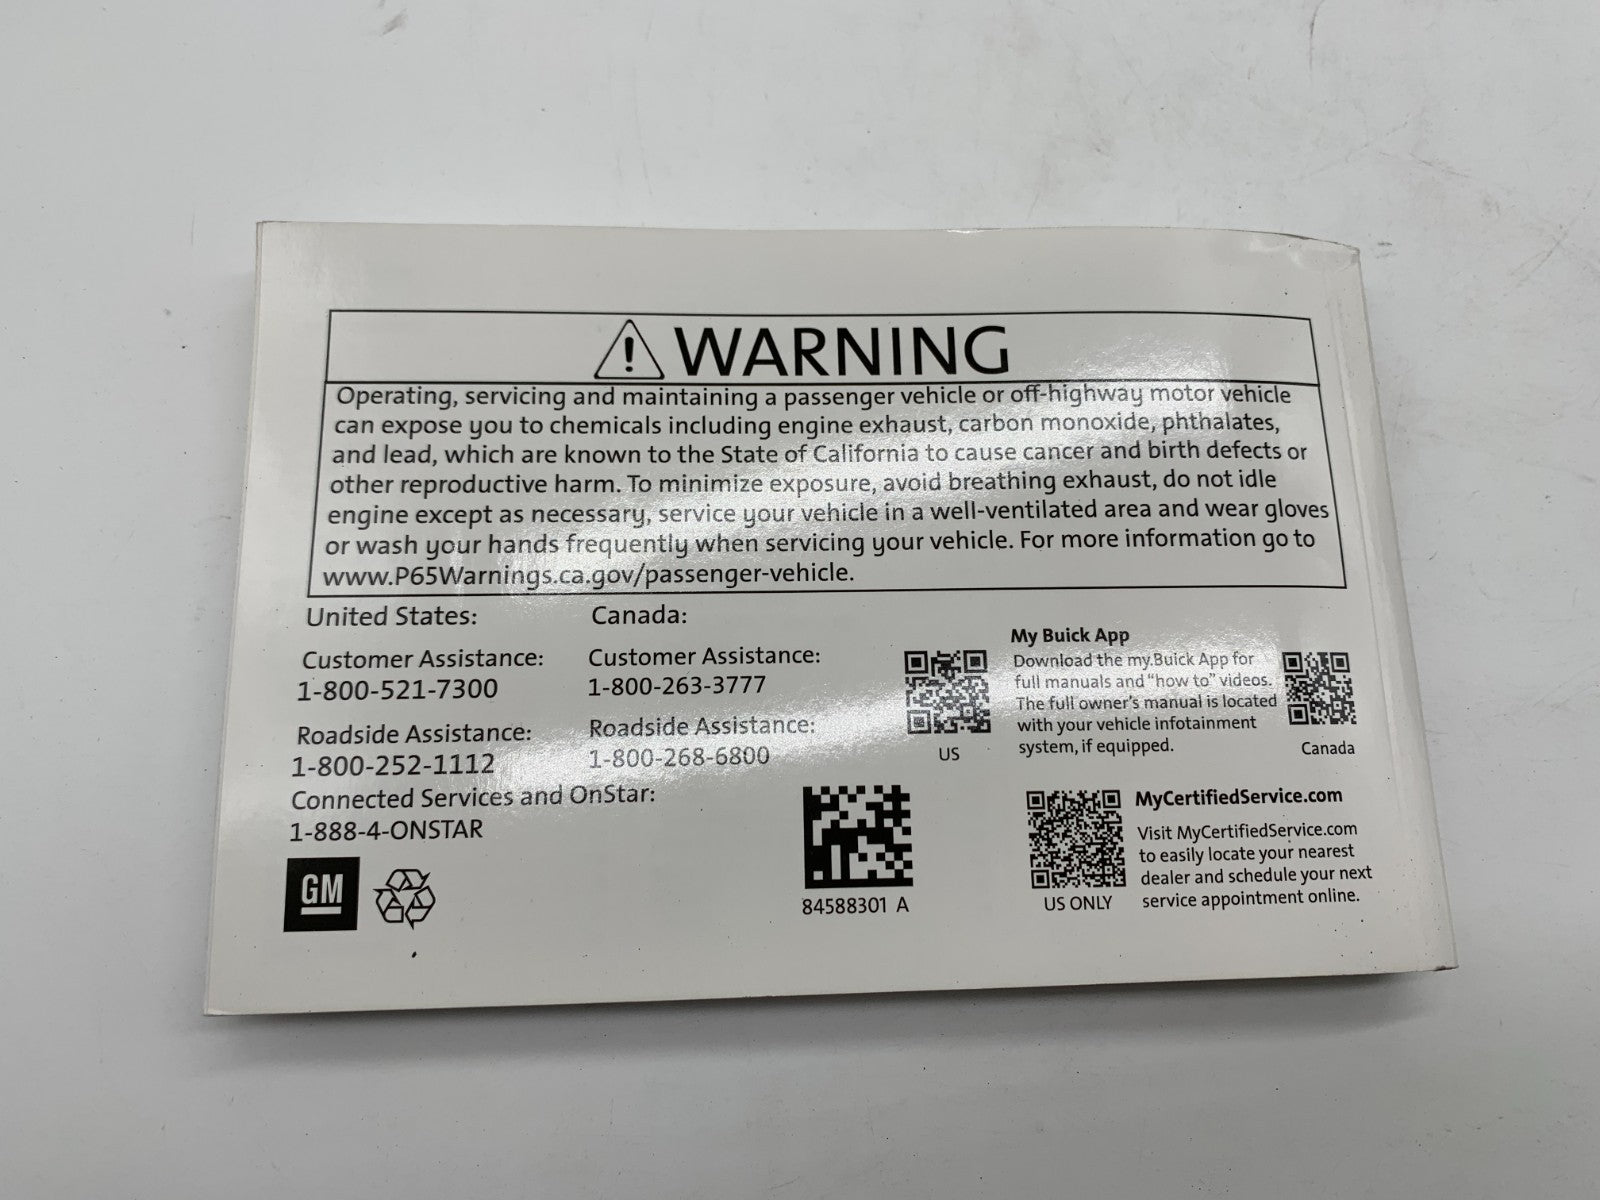 WARNING
Operating, servicing and maintaining a passenger vehicle or off-highway motor vehicle
can expose you to chemicals including engine exhaust, carbon monoxide, phthalates,
and lead, which are known to the State of California to cause cancer and birth defects or
other reproductive harm. To minimize exposure, avoid breathing exhaust, do not idle
engine except as necessary, service your vehicle in a well-ventilated area and wear gloves
or wash your hands frequently when servicing your vehicle. For more information go to
www.P65Warnings.ca.gov/passenger-vehicle.
United States:
Customer Assistance:
1-800-521-7300
Roadside Assistance:
1-800-252-1112
Connected Services and OnStar:
1-888-4-ONSTAR
Canada:
Customer Assistance:
1-800-263-3777
Roadside Assistance:
1-800-268-6800
US
My Buick App
Download the my.Buick App for
full manuals and "how to" videos.
The full owner's manual is located
with your vehicle infotainment
system, if equipped.
Canada
GM
84588301 A
US ONLY
MyCertifiedService.com
Visit MyCertifiedService.com
to easily locate your nearest
dealer and schedule your next
service appointment online.